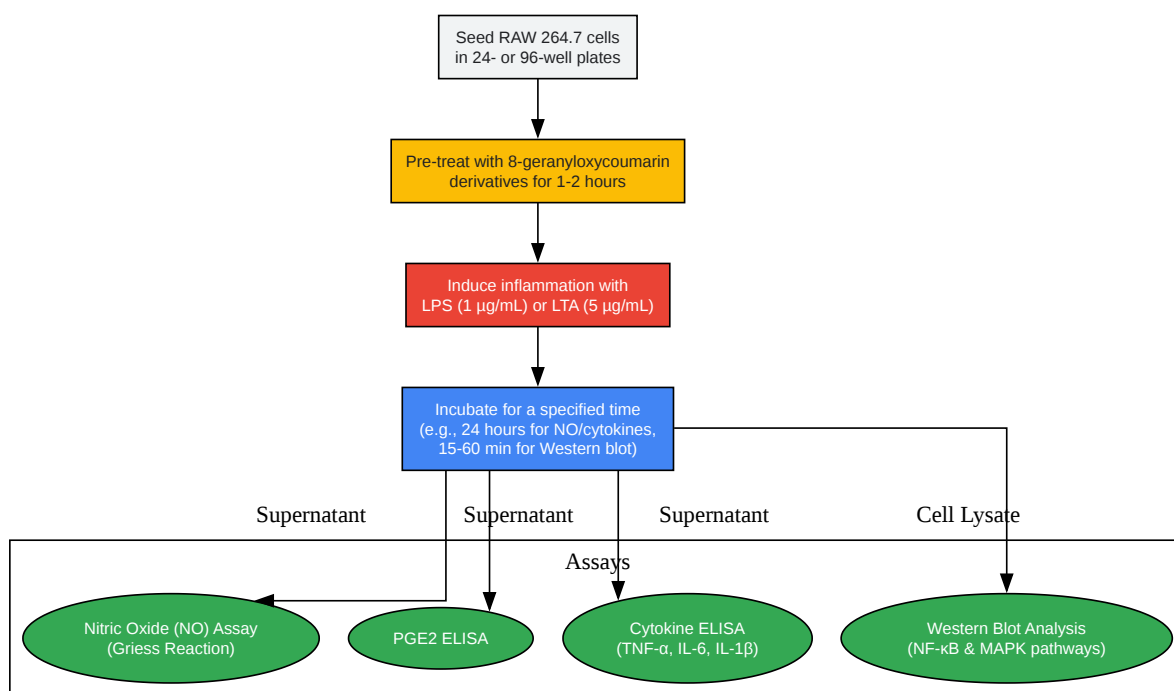 Seed RAW 264.7 cells
in 24- or 96-well plates
Pre-treat with 8-geranyloxycoumarin
derivatives for 1-2 hours
Induce inflammation with
LPS (1 µg/mL) or LTA (5 µg/mL)
Incubate for a specified time
(e.g., 24 hours for NO/cytokines,
15-60 min for Western blot)
Supernatant
Supernatant
Supernatant
Cell Lysate
Assays
Nitric Oxide (NO) Assay
(Griess Reaction)
PGE2 ELISA
Cytokine ELISA
(TNF-α, IL-6, IL-1β)
Western Blot Analysis
(NF-κB & MAPK pathways)